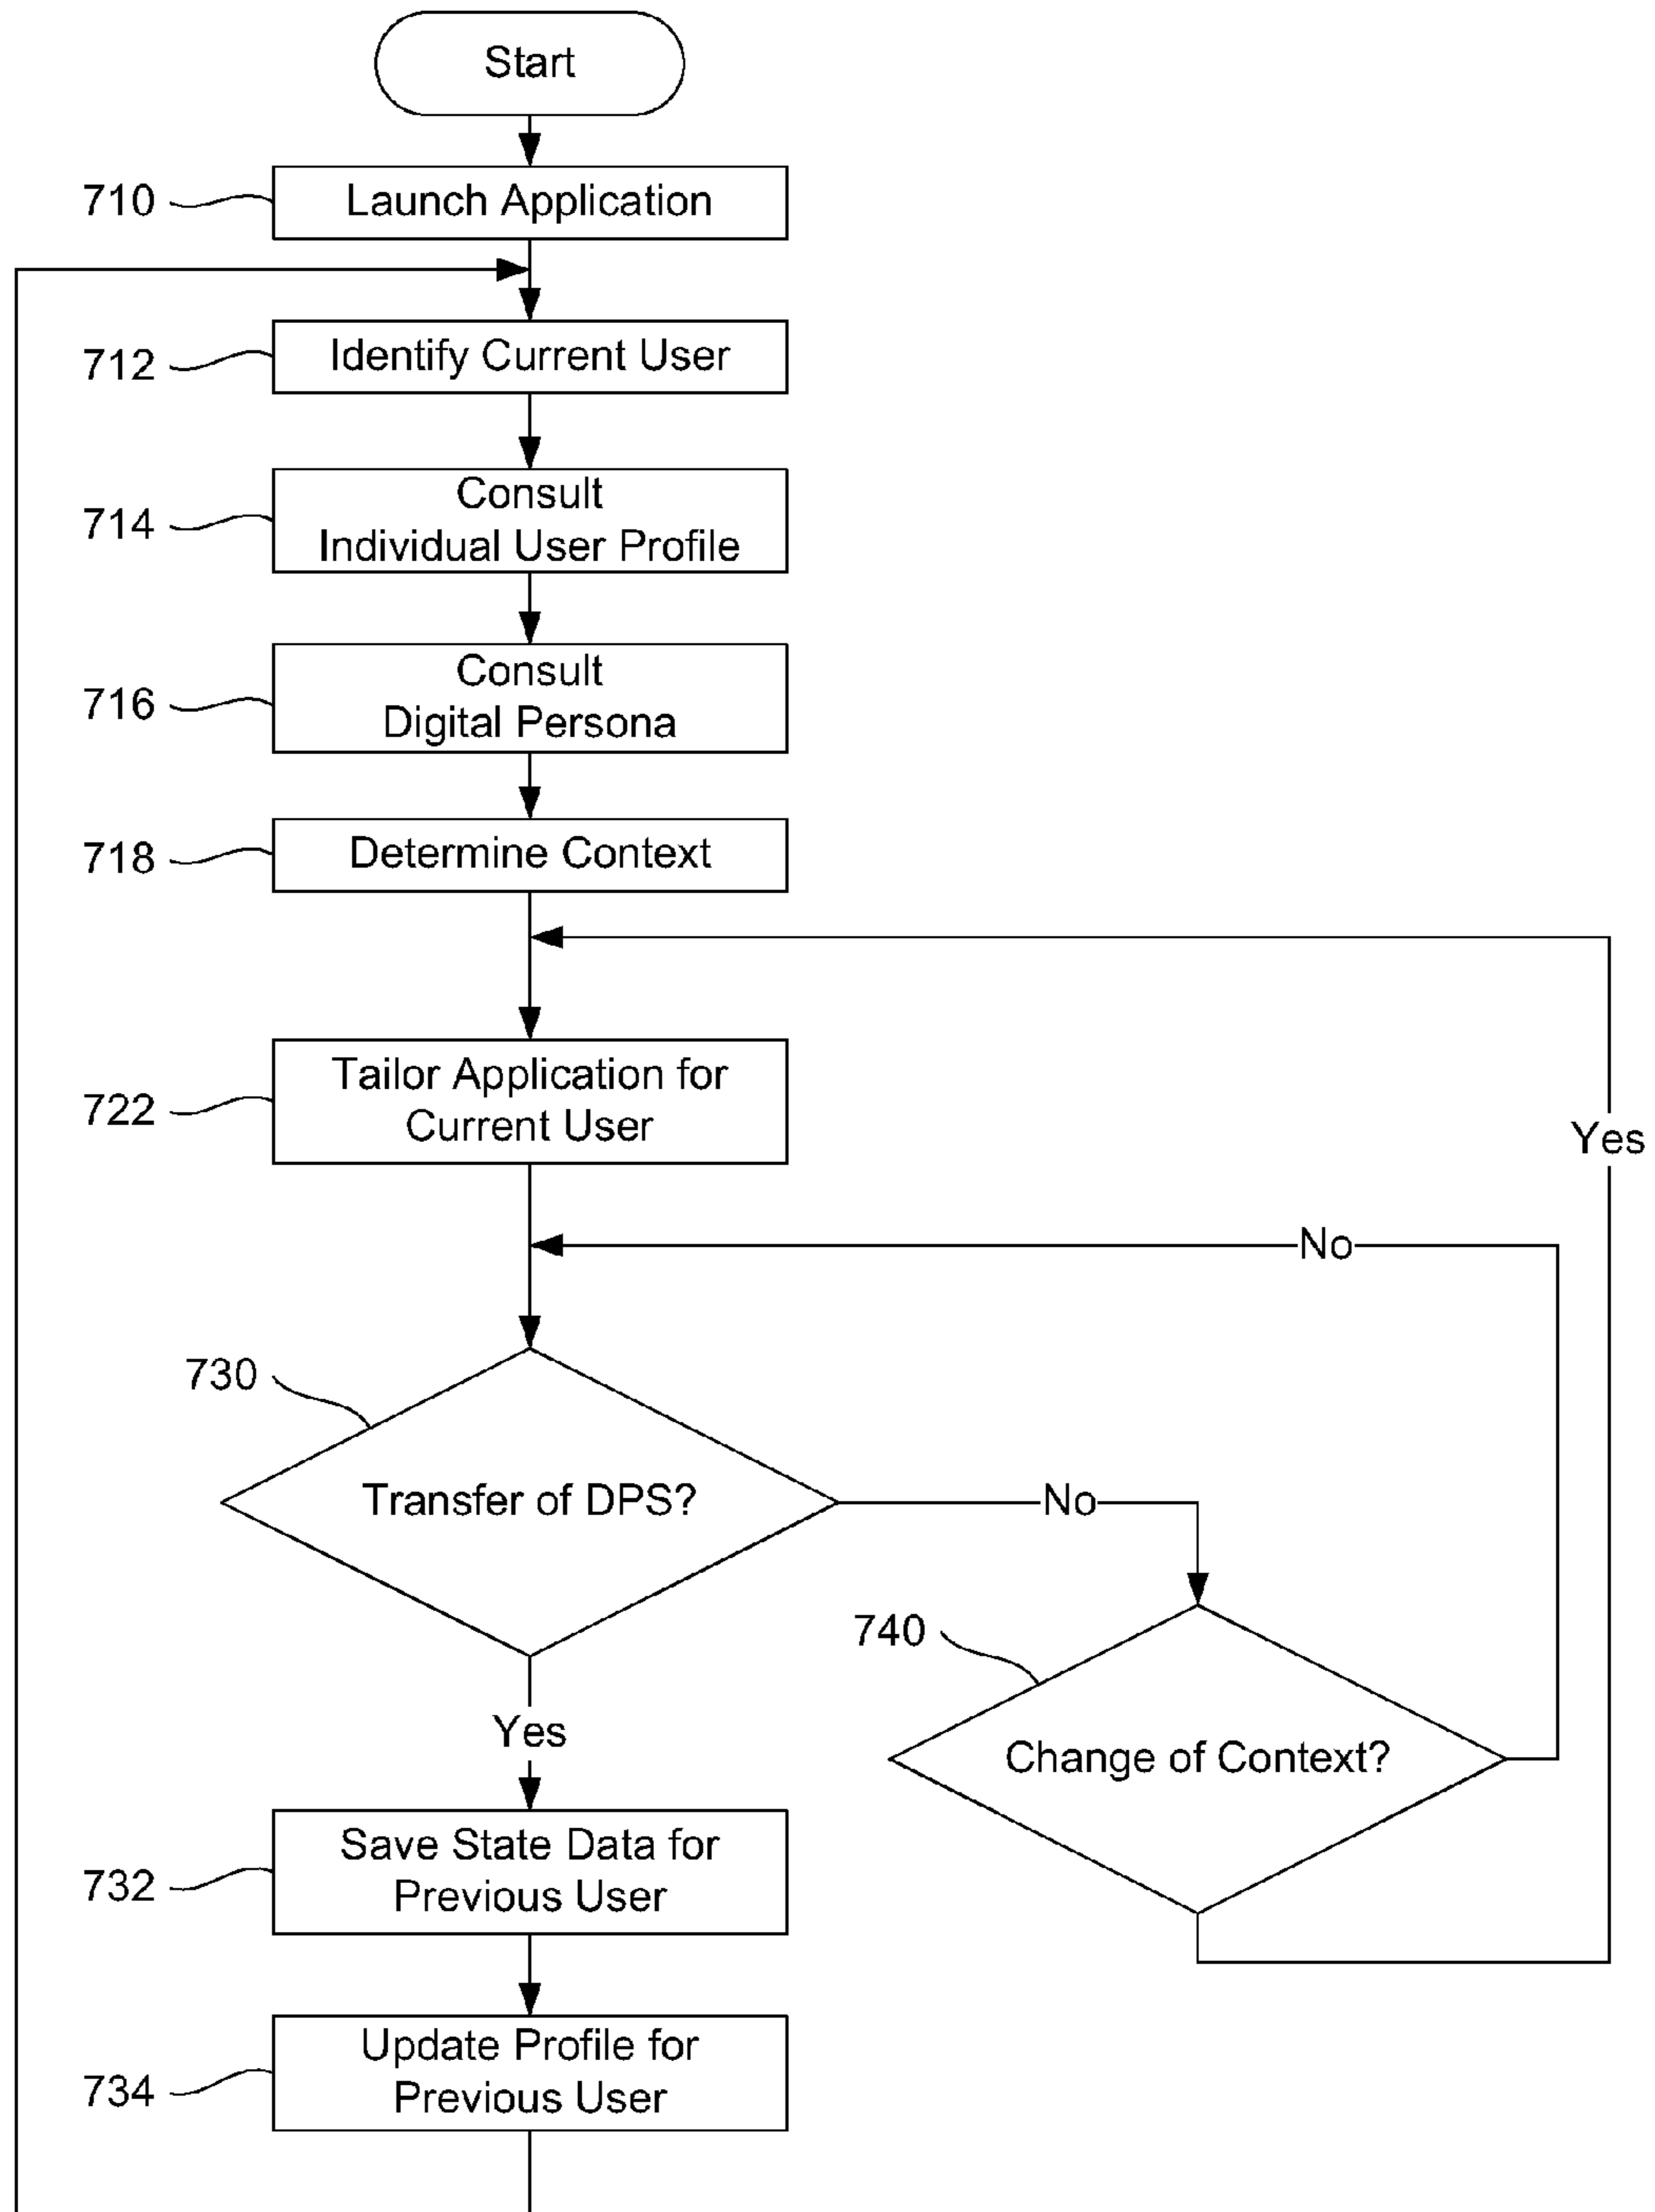 Start
710
Launch Application
712
Identify Current User
714
Consult
Individual User Profile
716
Consult
Digital Persona
718
Determine Context
722
Tailor Application for
Current User
Yes
No
730
Transfer of DPS?
No
740
Change of Context?
Yes
732
Save State Data for
Previous User
734
Update Profile for
Previous User